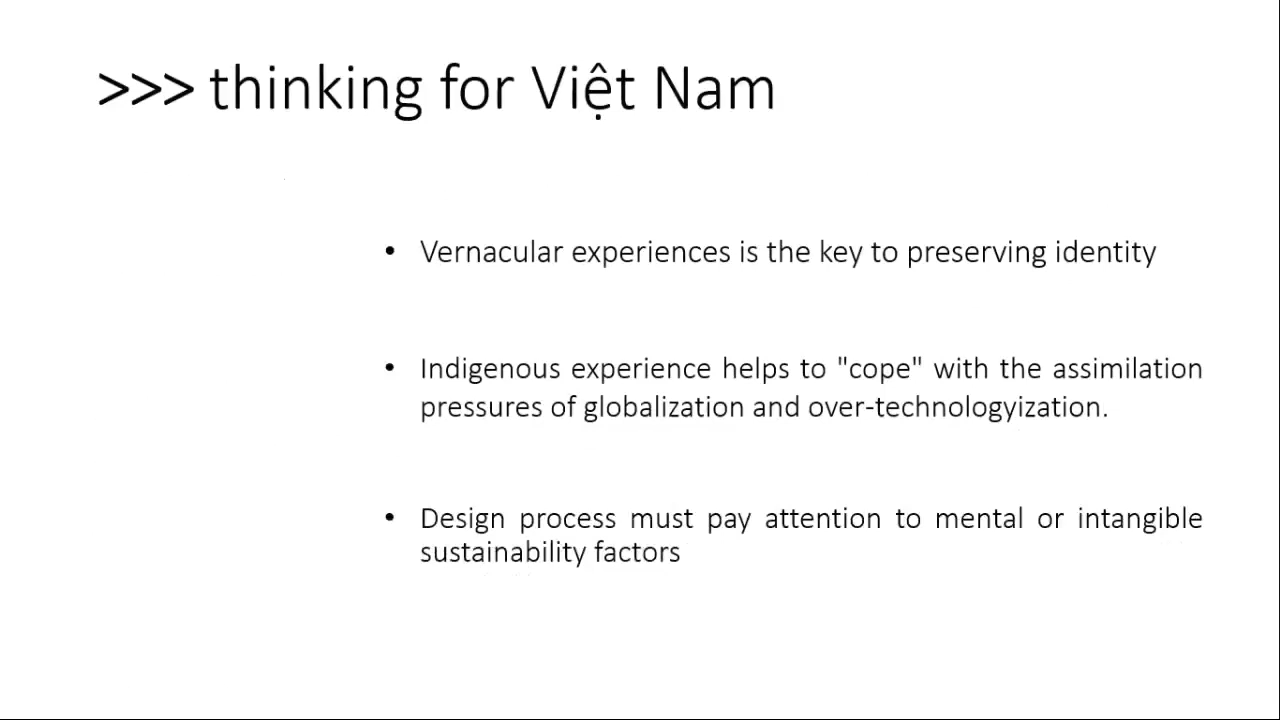 >>> thinking for Việt Nam
• Vernacular experiences is the key to preserving identity
• Indigenous experience helps to "cope" with the assimilation
pressures of globalization and over-technologyization.
• Design process must pay attention to mental or intangible
sustainability factors